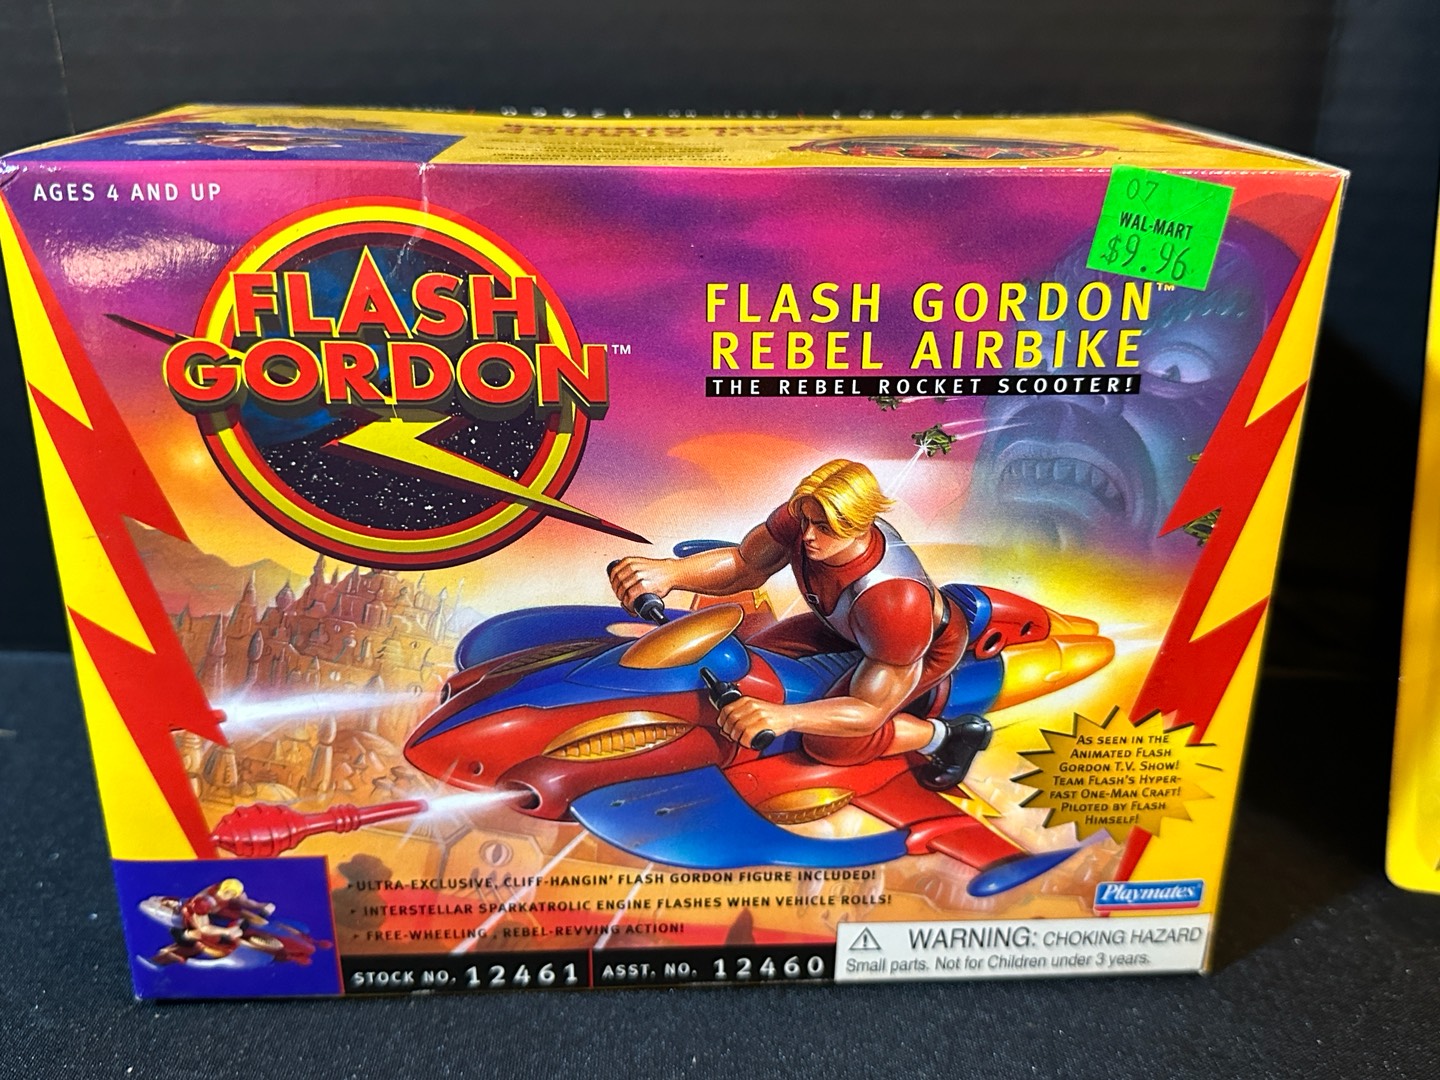 AGES 4 AND UP
07
WAL-MART
$9.96
FLASH
GORDON™
FLASH GORDON™
REBEL AIRBIKE
THE REBEL ROCKET SCOOTER!
AS SEEN IN THE
ANIMATED FLASH
GORDON T.V. SHOW!
TEAM FLASH'S HYPER-
FAST ONE-MAN CRAFT!
PILOTED BY FLASH
HIMSELF!
Playmates®
• ULTRA-EXCLUSIVE, CLIFF-HANGIN' FLASH GORDON FIGURE INCLUDED!
• INTERSTELLAR SPARKATROLIC ENGINE FLASHES WHEN VEHICLE ROLLS!
• FREE-WHEELING, REBEL-REVVING ACTION!
STOCK NO. 12461 ASST. NO. 12460
⚠ WARNING: CHOKING HAZARD
Small parts. Not for Children under 3 years.